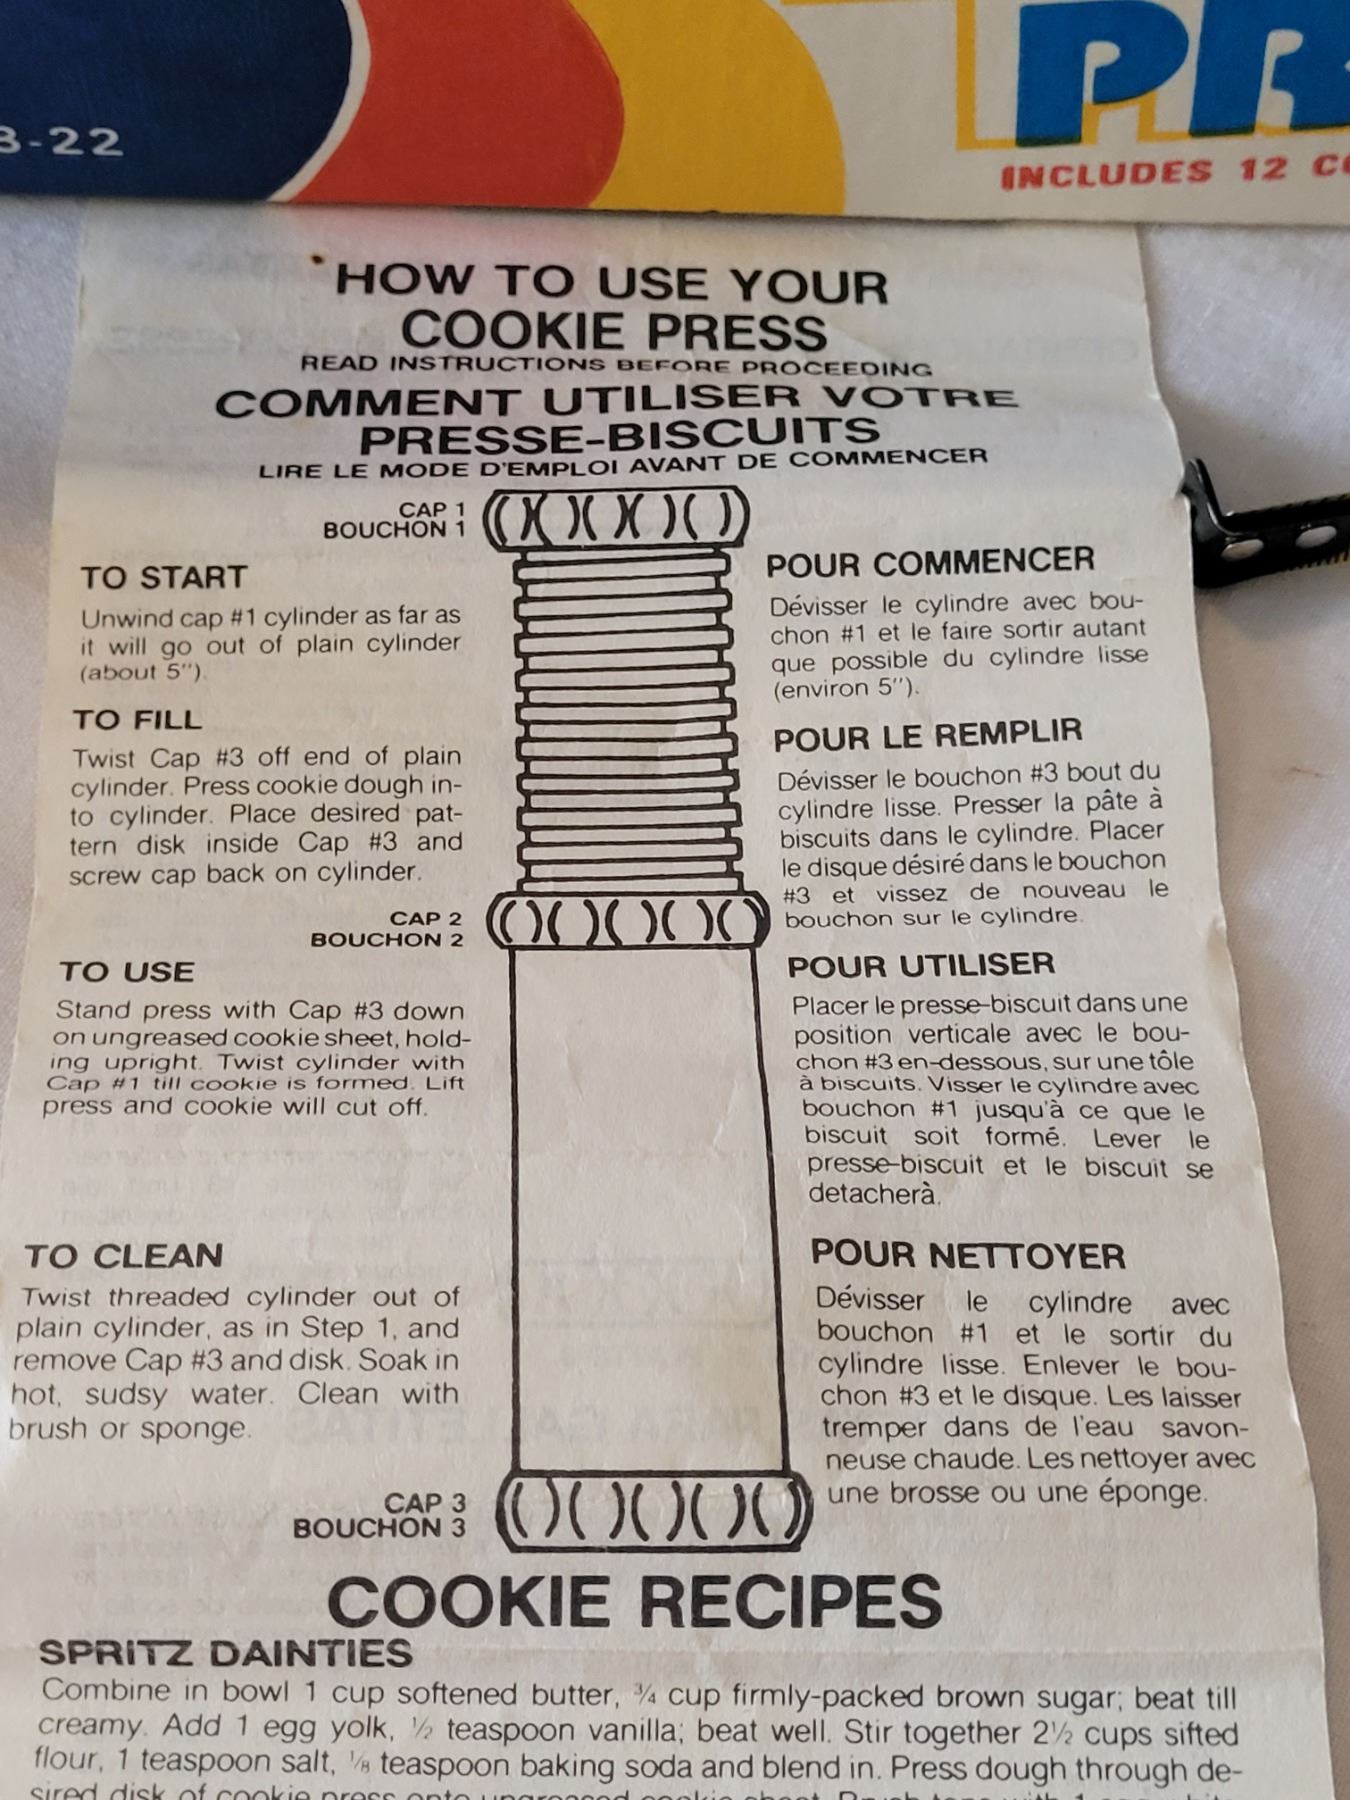 3-22
PR
INCLUDES 12
HOW TO USE YOUR
COOKIE PRESS
READ INSTRUCTIONS BEFORE PROCEEDING
COMMENT UTILISER VOTRE
PRESSE-BISCUITS
LIRE LE MODE D'EMPLOI AVANT DE COMMENCER
CAP 1
BOUCHON 1
TO START
Unwind cap #1 cylinder as far as
it will go out of plain cylinder
(about 5").
TO FILL
Twist Cap #3 off end of plain
cylinder. Press cookie dough in-
to cylinder. Place desired pat-
tern disk inside Cap #3 and
screw cap back on cylinder.
CAP 2
BOUCHON 2
TO USE
Stand press with Cap #3 down
on ungreased cookie sheet, hold-
ing upright. Twist cylinder with
Cap #1 till cookie is formed. Lift
press and cookie will cut off.
TO CLEAN
Twist threaded cylinder out of
plain cylinder, as in Step 1, and
remove Cap #3 and disk. Soak in
hot, sudsy water. Clean with
brush or sponge.
CAP 3
BOUCHON 3
POUR COMMENCER
Dévisser le cylindre avec bou-
chon #1 et le faire sortir autant
que possible du cylindre lisse
(environ 5").
POUR LE REMPLIR
Dévisser le bouchon #3 bout du
cylindre lisse. Presser la pâte à
biscuits dans le cylindre. Placer
le disque désiré dans le bouchon
#3 et vissez de nouveau le
bouchon sur le cylindre.
POUR UTILISER
Placer le presse-biscuit dans une
position verticale avec le bou-
chon #3 en-dessous, sur une tôle
à biscuits. Visser le cylindre avec
bouchon #1 jusqu'à ce que le
biscuit soit formé. Lever le
presse-biscuit et le biscuit se
detacherà.
POUR NETTOYER
Dévisser le cylindre avec
bouchon #1 et le sortir du
cylindre lisse. Enlever le bou-
chon #3 et le disque. Les laisser
tremper dans de l'eau savon-
neuse chaude. Les nettoyer avec
une brosse ou une éponge.
COOKIE RECIPES
SPRITZ DAINTIES
Combine in bowl 1 cup softened butter, ¾ cup firmly-packed brown sugar; beat till
creamy. Add 1 egg yolk, ½ teaspoon vanilla; beat well. Stir together 2½ cups sifted
flour, 1 teaspoon salt, ⅛ teaspoon baking soda and blend in. Press dough through de-
sired disk of cookie press onto ungreased cookie sheet.